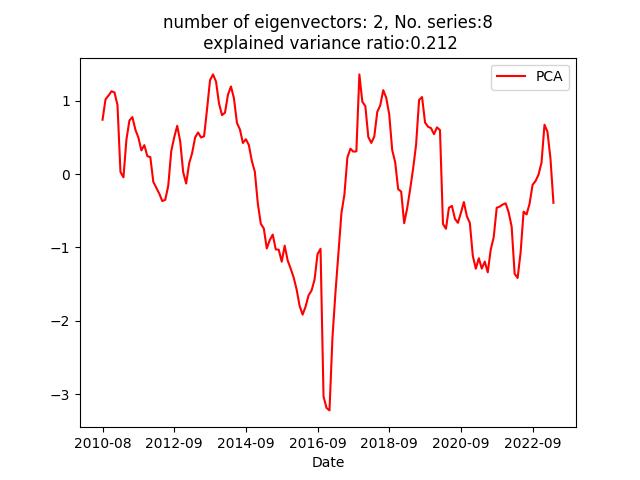 number of eigenvectors: 2, No. series:8
explained variance ratio:0.212
PCA
1
0
−1
−2
−3
2010-08 2012-09 2014-09 2016-09 2018-09 2020-09 2022-09
Date